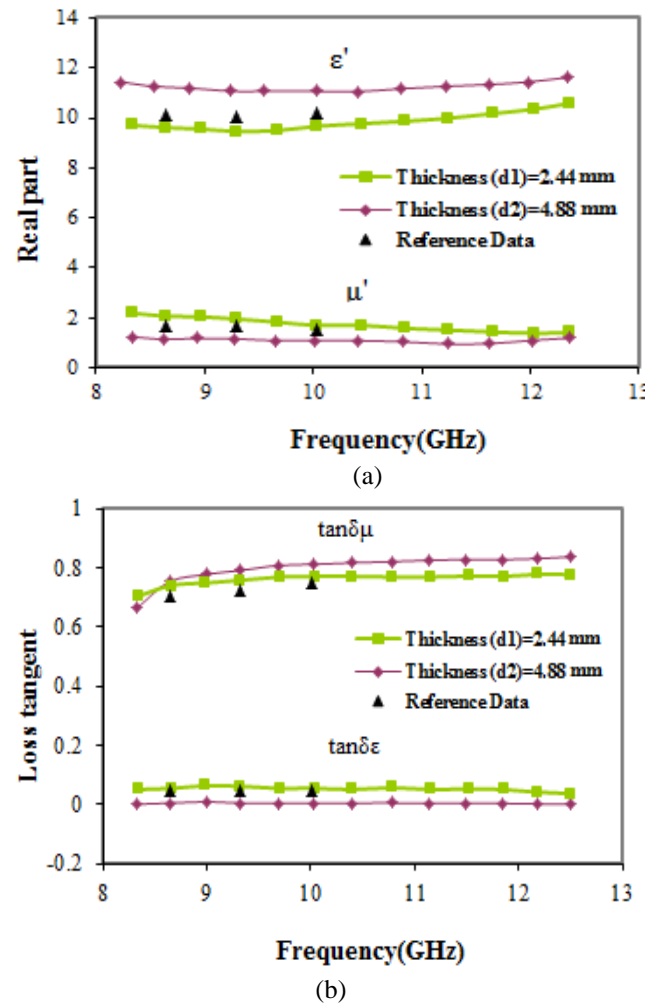 14
12
10
8
6
4
2
0
Real part
ε'
Thickness (d1)=2.44 mm
Thickness (d2)=4.88 mm
Reference Data
μ'
8 9 10 11 12 13
Frequency(GHz)
(a)
1
0.8
0.6
0.4
0.2
0
-0.2
Loss tangent
tanδμ
Thickness (d1)=2.44 mm
Thickness (d2)=4.88 mm
Reference Data
tanδε
8 9 10 11 12 13
Frequency(GHz)
(b)